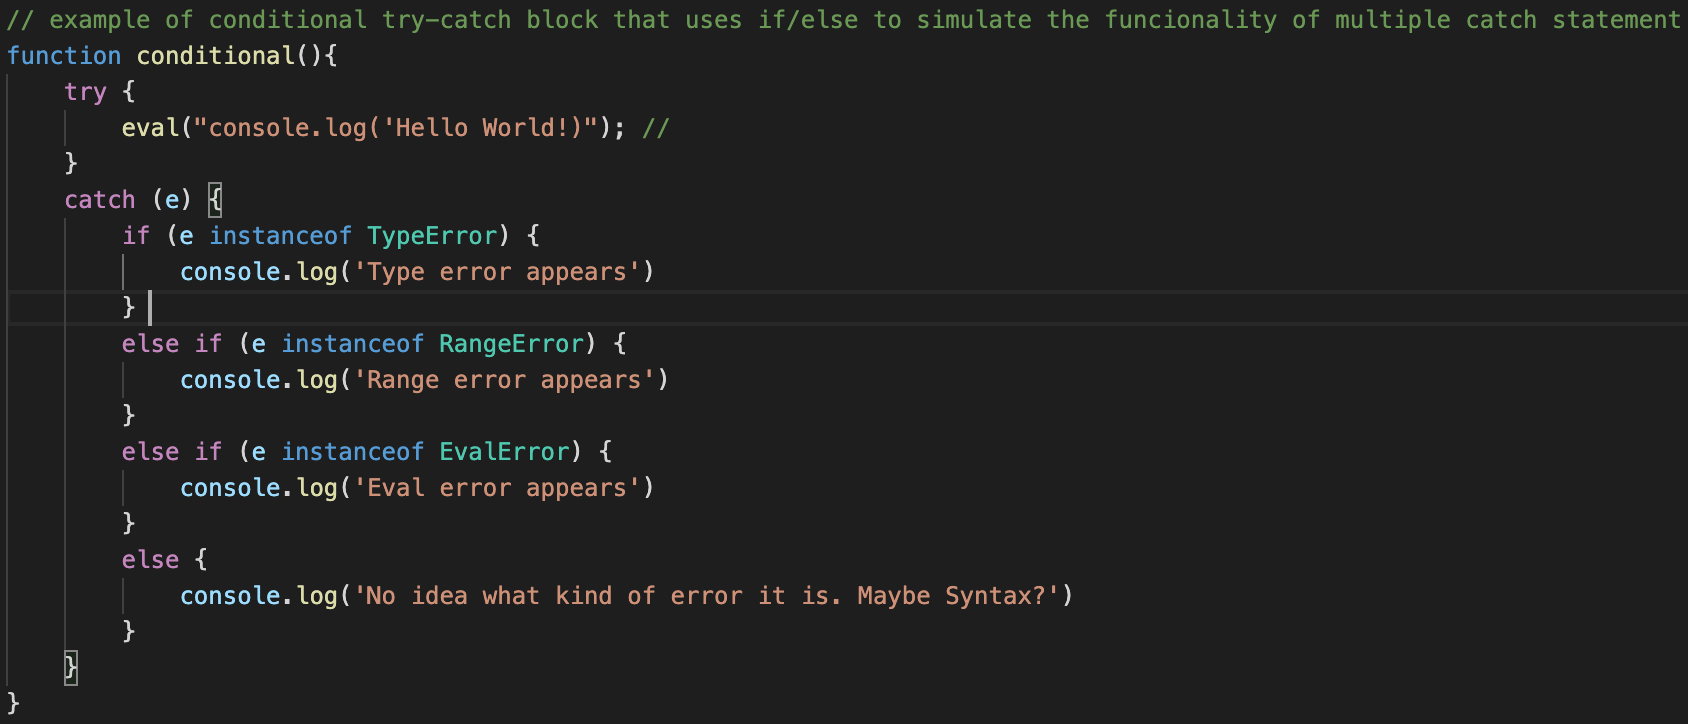 // example of conditional try-catch block that uses if/else to simulate the funcionality of multiple catch statement
function conditional(){
    try {
        eval("console.log('Hello World!)"); //
    }
    catch (e) {
        if (e instanceof TypeError) {
            console.log('Type error appears')
        }
        else if (e instanceof RangeError) {
            console.log('Range error appears')
        }
        else if (e instanceof EvalError) {
            console.log('Eval error appears')
        }
        else {
            console.log('No idea what kind of error it is. Maybe Syntax?')
        }
    }
}